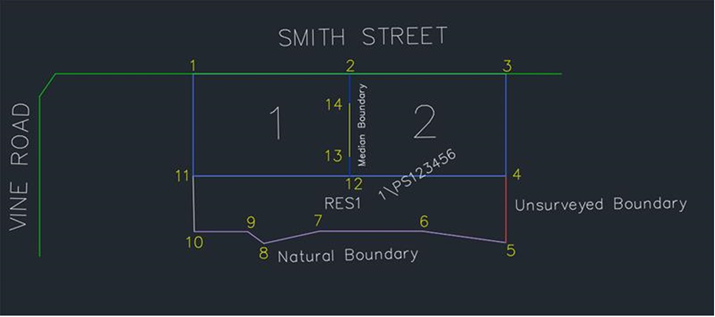 SMITH STREET
1
2
3
14
1
2
Median Boundary
13
VINE ROAD
11
12
1\PS123456
4
RES1
Unsurveyed Boundary
10
9
8
7
6
5
Natural Boundary